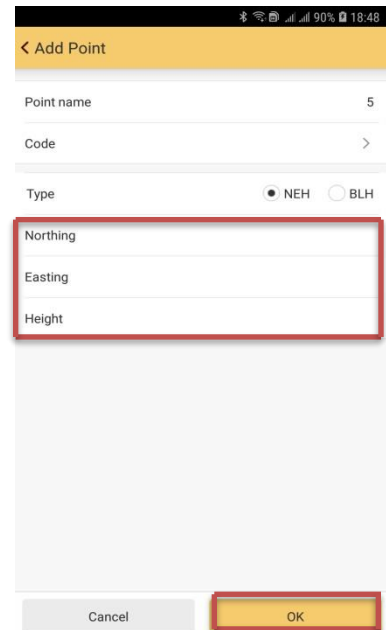 90% 18:48
Add Point
Point name 5
Code
Type NEH BLH
Northing
Easting
Height
Cancel OK